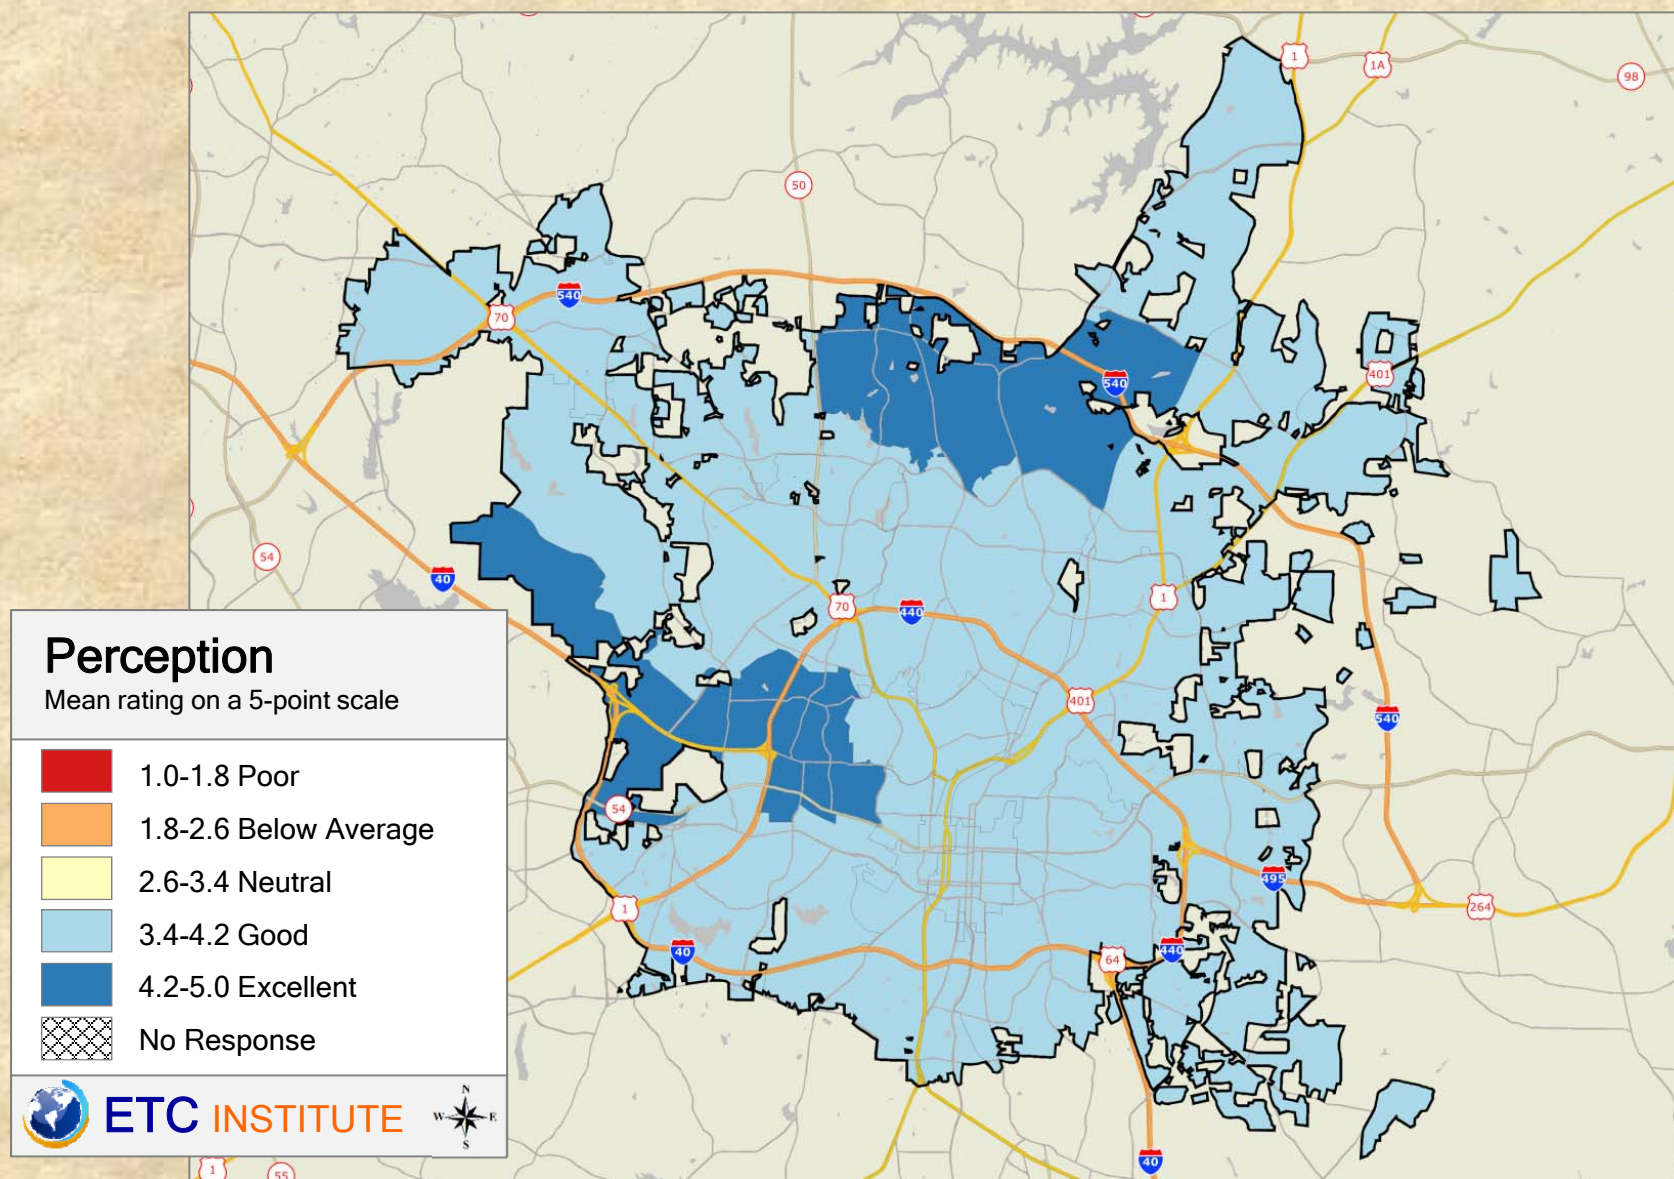 1
1A
98
50
540
70
401
540
54
40
70
440
1
401
540
54
495
264
1
40
440
64
40
1
55
Perception
Mean rating on a 5-point scale
1.0-1.8 Poor
1.8-2.6 Below Average
2.6-3.4 Neutral
3.4-4.2 Good
4.2-5.0 Excellent
No Response
ETC INSTITUTE
N
W E
S